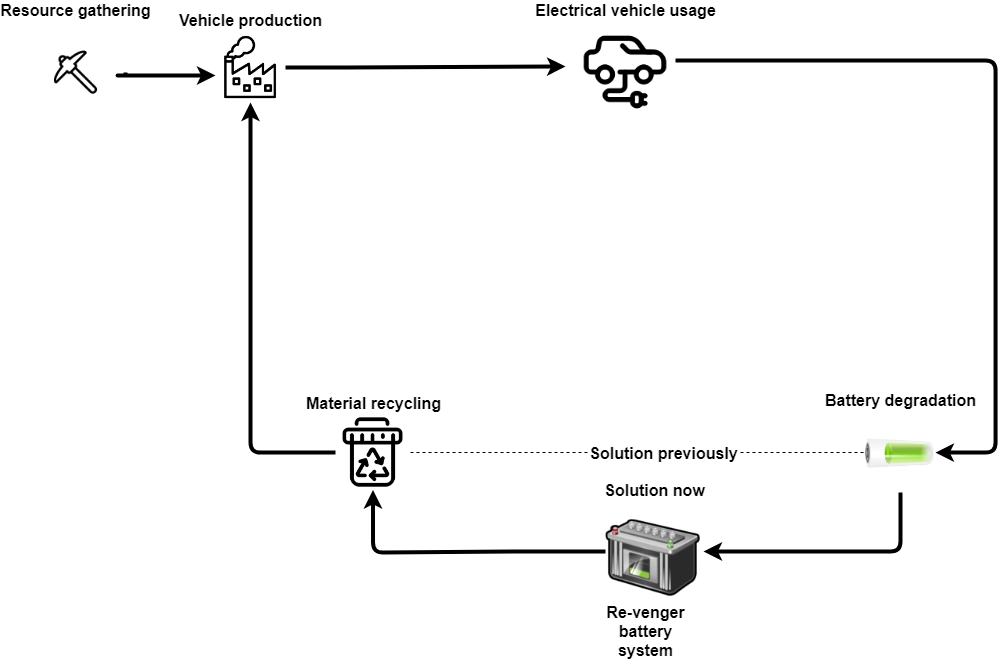 Resource gathering
Vehicle production
Electrical vehicle usage
Material recycling
Battery degradation
Solution previously
Solution now
Re-venger
battery
system